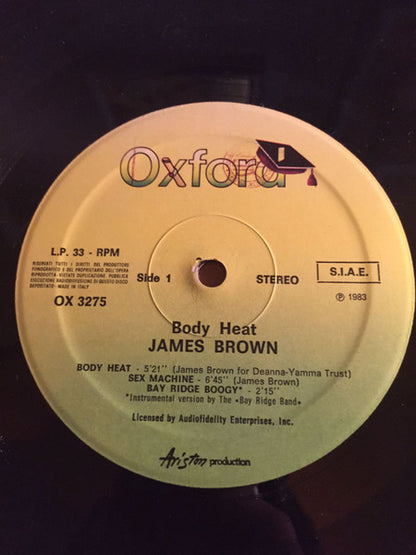 Oxford
L.P. 33 - RPM
RISERVATI TUTTI I DIRITTI DEL PRODUTTORE
FONOGRAFICO E DEL PROPRIETARIO DELL'OPERA
RIPRODOTTA - VIETATE DUPLICAZIONE, PUBBLICA
ESECUZIONE RADIODIFFUSIONE DI QUESTO DISCO
DEPOSITATO - MADE IN ITALY
OX 3275
Side 1
STEREO
S.I.A.E.
℗ 1983
Body Heat
JAMES BROWN
BODY HEAT - 5'21'' (James Brown for Deanna-Yamma Trust)
SEX MACHINE - 6'45'' (James Brown)
BAY RIDGE BOOGY* - 2'15''
*Instrumental version by The «Bay Ridge Band»
Licensed by Audiofidelity Enterprises, Inc.
Ariston production